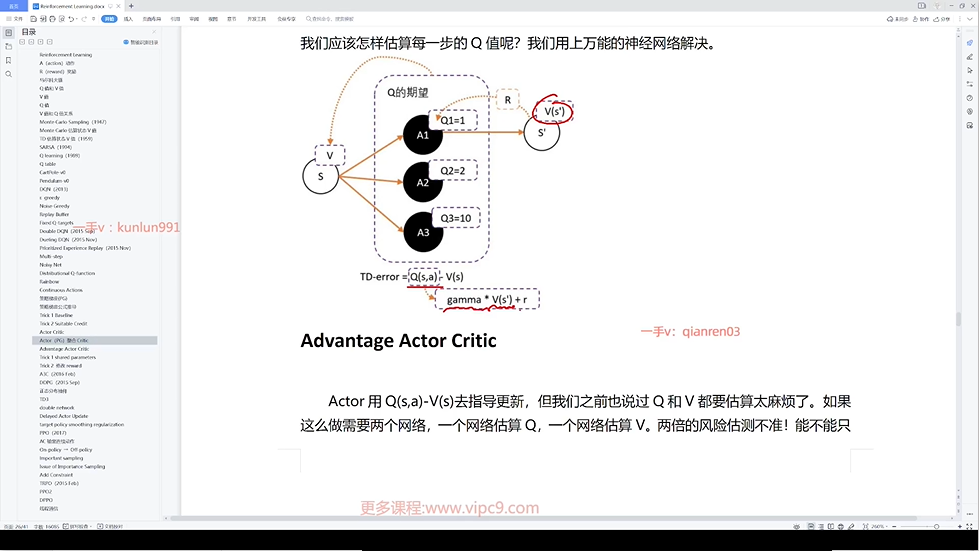 首页
Reinforcement Learning.docx
文件
开始
插入
页面布局
引用
审阅
视图
章节
开发工具
会员专享
查找命令、搜索模板
未同步
协作
分享
目录
智能识别目录
Reinforcement Learning
A（action）动作
R（reward）奖励
马尔科夫链
Q 值和 V 值
V 值
Q 值
V 值和 Q 值关系
Monte-Carlo Sampling（1947）
Monte-Carlo 估算状态 V 值
TD 估算状态 V 值（1959）
SARSA（1994）
Q learning（1989）
Q table
CartPole v0
Pendulum v0
DQN（2013）
ε -greedy
Noise Greedy
Replay Buffer
Fixed Q-targets
Double DQN（2015 Sep）
Dueling DQN（2015 Nov）
Prioritized Experience Replay（2015 Nov）
Multi -step
Noisy Net
Distributional Q-function
Rainbow
Continuous Actions
策略梯度(PG)
策略梯度公式推导
Trick 1 Baseline
Trick 2 Suitable Credit
Actor Critic
Actor（PG）整合 Critic
Advantage Actor Critic
Trick 1 shared parameters
Trick 2 修改 reward
A3C（2016 Feb）
DDPG（2015 Sep）
TD3
double network
Delayed Actor Update
target policy smoothing regularization
PPO（2017）
On policy → Off policy
Important sampling
Issue of Importance Sampling
Add Constraint
TRPO（2015 Feb）
PPO2
DPPO
一手v：kunlun991
我们应该怎样估算每一步的 Q 值呢？我们用上万能的神经网络解决。
Q的期望
R
V(s')
Q1=1
A1
S'
V
S
A2
Q2=2
A3
Q3=10
TD-error = Q(s,a) - V(s)
gamma * V(s') + r
Advantage Actor Critic
一手v：qianren03
Actor 用 Q(s,a)-V(s)去指导更新，但我们之前也说过 Q 和 V 都要估算太麻烦了。如果
这么做需要两个网络，一个网络估算 Q，一个网络估算 V。两倍的风险估测不准！能不能只
更多课程:www.vipc9.com
页面: 26/41
字数: 16095
拼写检查
文档校对
260%